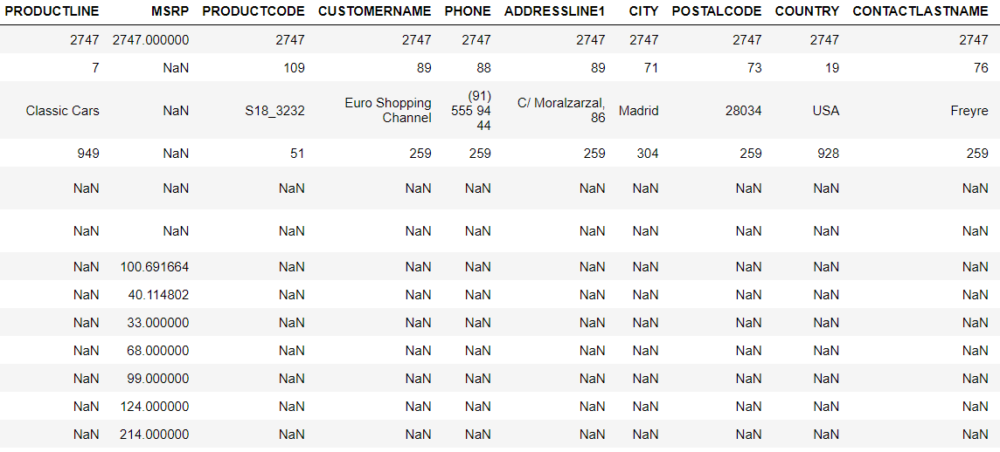 PRODUCTLINE MSRP PRODUCTCODE CUSTOMERNAME PHONE ADDRESSLINE1 CITY POSTALCODE COUNTRY CONTACTLASTNAME
2747 2747.000000 2747 2747 2747 2747 2747 2747 2747 2747
7 NaN 109 89 88 89 71 73 19 76
Classic Cars NaN S18_3232 Euro Shopping Channel (91) 555 94 44 C/ Moralzarzal, 86 Madrid 28034 USA Freyre
949 NaN 51 259 259 259 304 259 928 259
NaN NaN NaN NaN NaN NaN NaN NaN NaN NaN
NaN NaN NaN NaN NaN NaN NaN NaN NaN NaN
NaN 100.691664 NaN NaN NaN NaN NaN NaN NaN NaN
NaN 40.114802 NaN NaN NaN NaN NaN NaN NaN NaN
NaN 33.000000 NaN NaN NaN NaN NaN NaN NaN NaN
NaN 68.000000 NaN NaN NaN NaN NaN NaN NaN NaN
NaN 99.000000 NaN NaN NaN NaN NaN NaN NaN NaN
NaN 124.000000 NaN NaN NaN NaN NaN NaN NaN NaN
NaN 214.000000 NaN NaN NaN NaN NaN NaN NaN NaN